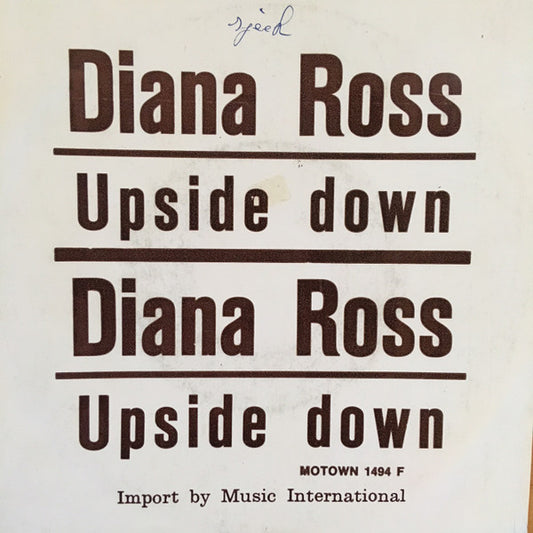 Diana Ross
Upside down
Diana Ross
Upside down
MOTOWN 1494 F
Import by Music International